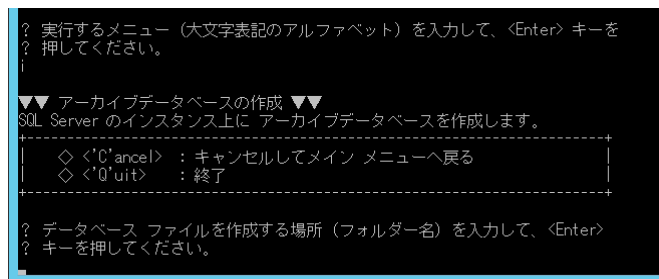 ? 実行するメニュー（大文字表記のアルファベット）を入力して、<Enter> キーを
? 押してください。
i
▼▼ アーカイブデータベースの作成 ▼▼
SQL Server のインスタンス上に アーカイブデータベースを作成します。
+------------------------------------------------------------------------+
| ◇ <'C'ancel> : キャンセルしてメイン メニューへ戻る |
| ◇ <'Q'uit> : 終了 |
+------------------------------------------------------------------------+
? データベース ファイルを作成する場所（フォルダー名）を入力して、<Enter>
? キーを押してください。